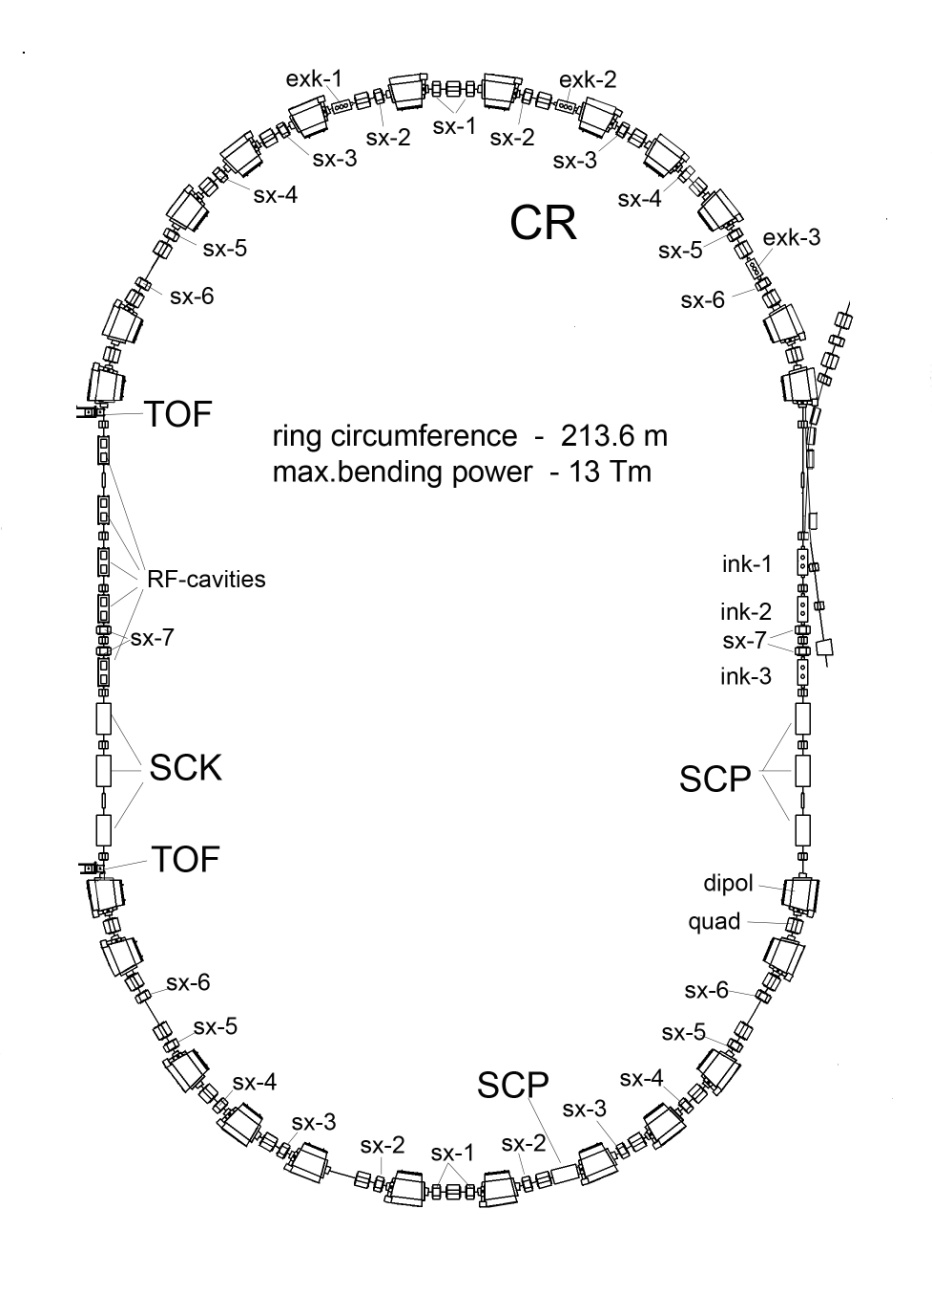 exk-1
exk-2
sx-2
sx-1
sx-2
sx-3
sx-3
sx-4
sx-4
CR
sx-5
sx-5
exk-3
sx-6
sx-6
TOF
ring circumference - 213.6 m
max.bending power - 13 Tm
ink-1
RF-cavities
ink-2
sx-7
sx-7
ink-3
SCK
SCP
TOF
dipol
quad
sx-6
sx-6
sx-5
sx-5
sx-4
SCP
sx-4
sx-3
sx-3
sx-2
sx-1
sx-2